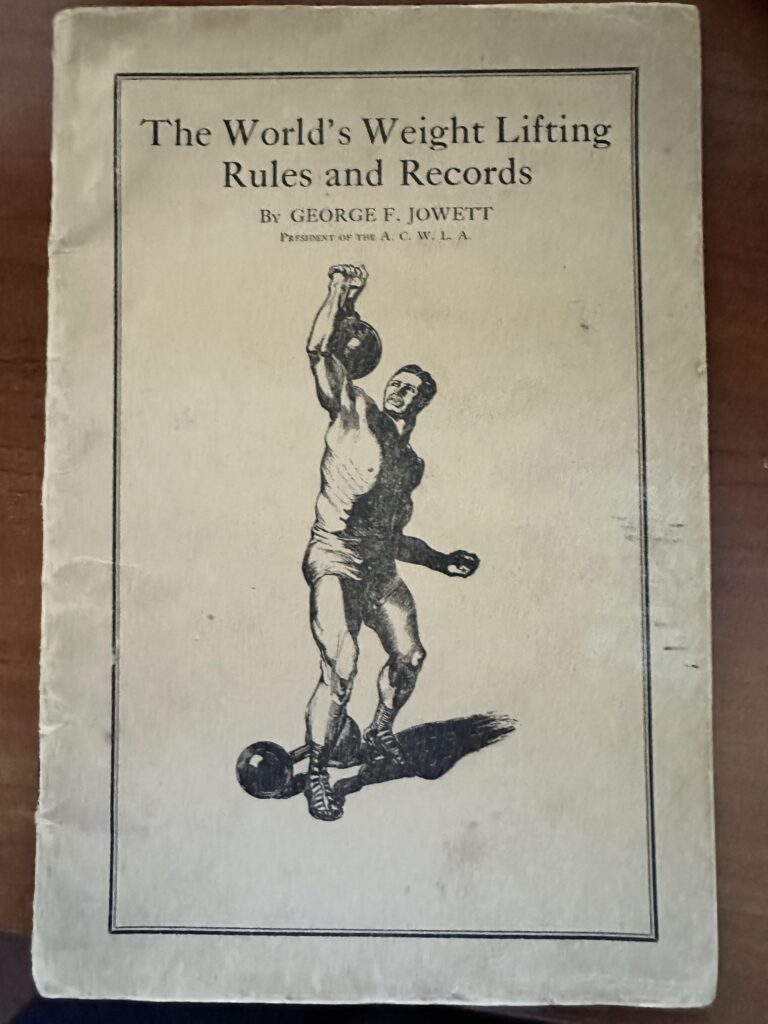 The World's Weight Lifting
Rules and Records
By GEORGE F. JOWETT
President of the A. C. W. L. A.